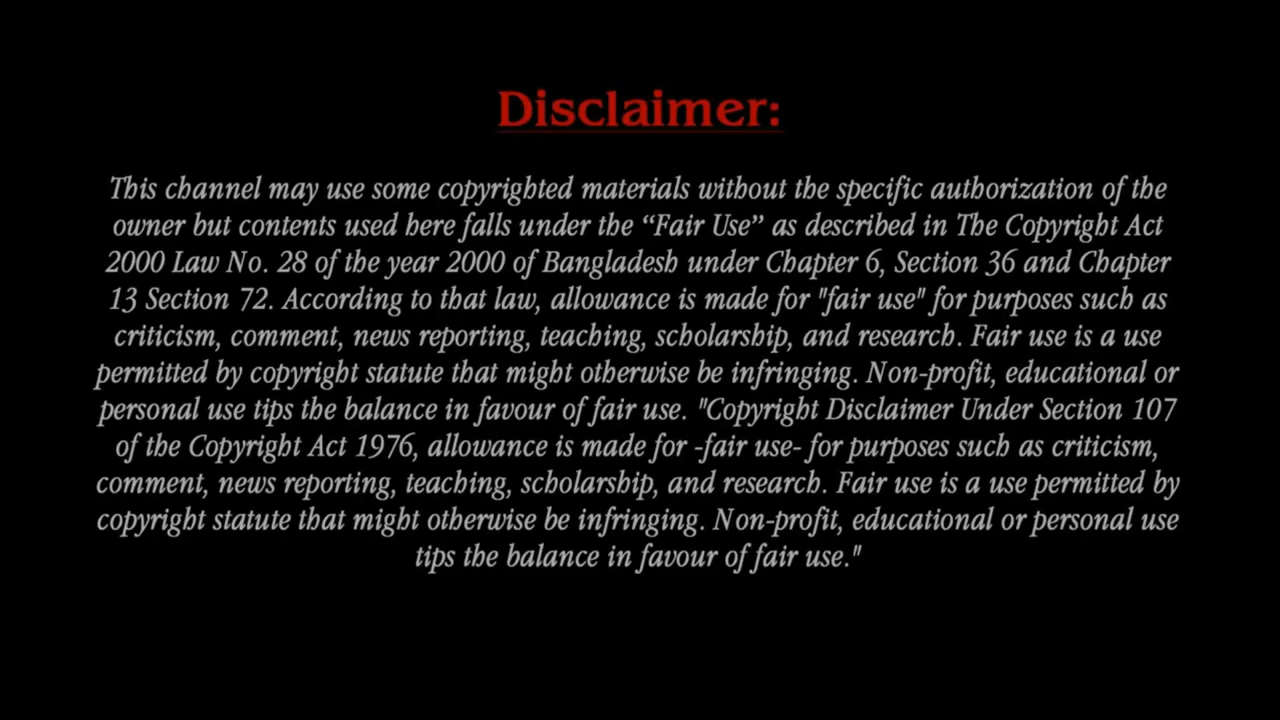 Disclaimer:
This channel may use some copyrighted materials without the specific authorization of the
owner but contents used here falls under the “Fair Use” as described in The Copyright Act
2000 Law No. 28 of the year 2000 of Bangladesh under Chapter 6, Section 36 and Chapter
13 Section 72. According to that law, allowance is made for "fair use" for purposes such as
criticism, comment, news reporting, teaching, scholarship, and research. Fair use is a use
permitted by copyright statute that might otherwise be infringing. Non-profit, educational or
personal use tips the balance in favour of fair use. "Copyright Disclaimer Under Section 107
of the Copyright Act 1976, allowance is made for -fair use- for purposes such as criticism,
comment, news reporting, teaching, scholarship, and research. Fair use is a use permitted by
copyright statute that might otherwise be infringing. Non-profit, educational or personal use
tips the balance in favour of fair use."